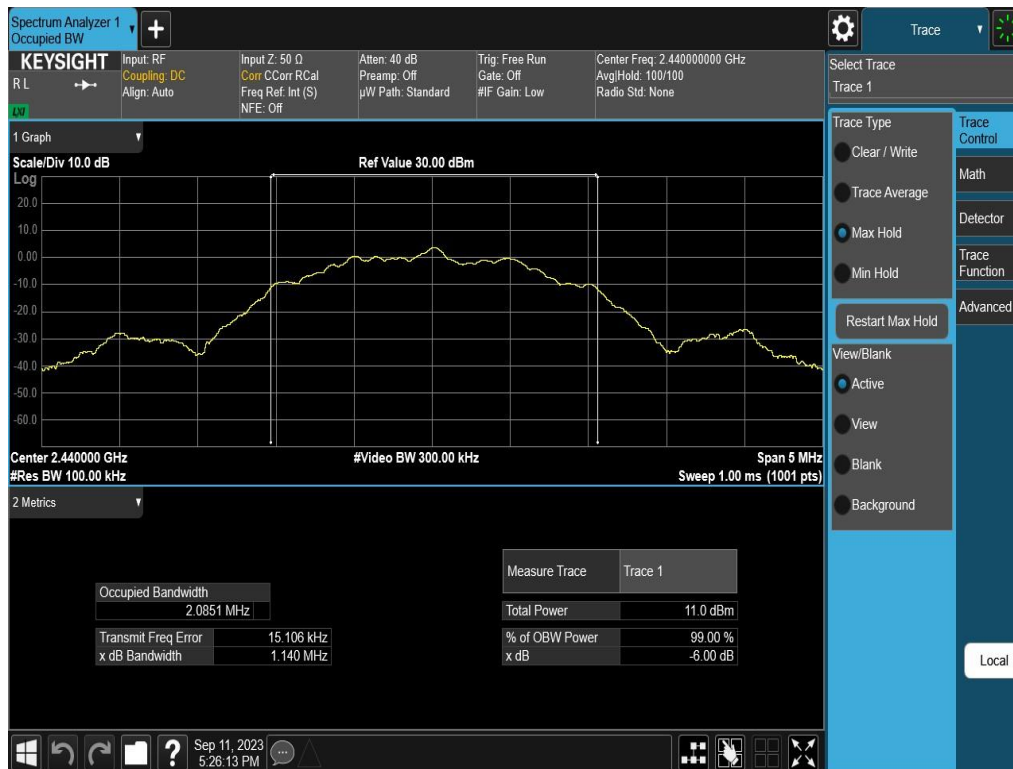 Spectrum Analyzer 1
Occupied BW
Trace
KEYSIGHT
R L
LXI
Input: RF
Coupling: DC
Align: Auto
Input Z: 50 Ω
Corr CCorr RCal
Freq Ref: Int (S)
NFE: Off
Atten: 40 dB
Preamp: Off
µW Path: Standard
Trig: Free Run
Gate: Off
#IF Gain: Low
Center Freq: 2.440000000 GHz
Avg|Hold: 100/100
Radio Std: None
Select Trace
Trace 1
1 Graph
Scale/Div 10.0 dB
Ref Value 30.00 dBm
Log
20.0
10.0
0.00
-10.0
-20.0
-30.0
-40.0
-50.0
-60.0
Center 2.440000 GHz
#Video BW 300.00 kHz
Span 5 MHz
#Res BW 100.00 kHz
Sweep 1.00 ms (1001 pts)
Trace Type
Clear / Write
Trace Average
Max Hold
Min Hold
Restart Max Hold
View/Blank
Active
View
Blank
Background
Trace
Control
Math
Detector
Trace
Function
Advanced
Local
2 Metrics
Occupied Bandwidth
2.0851 MHz
Transmit Freq Error 15.106 kHz
x dB Bandwidth 1.140 MHz
Measure Trace Trace 1
Total Power 11.0 dBm
% of OBW Power 99.00 %
x dB -6.00 dB
?
Sep 11, 2023
5:26:13 PM